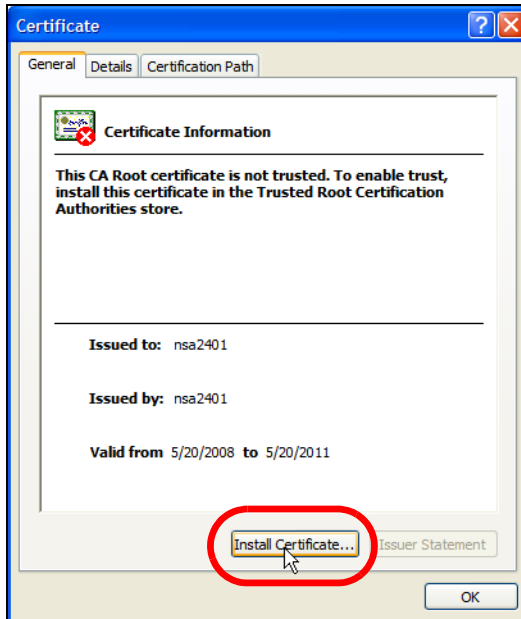 Certificate
General Details Certification Path
Certificate Information
This CA Root certificate is not trusted. To enable trust,
install this certificate in the Trusted Root Certification
Authorities store.
Issued to: nsa2401
Issued by: nsa2401
Valid from 5/20/2008 to 5/20/2011
Install Certificate... Issuer Statement
OK